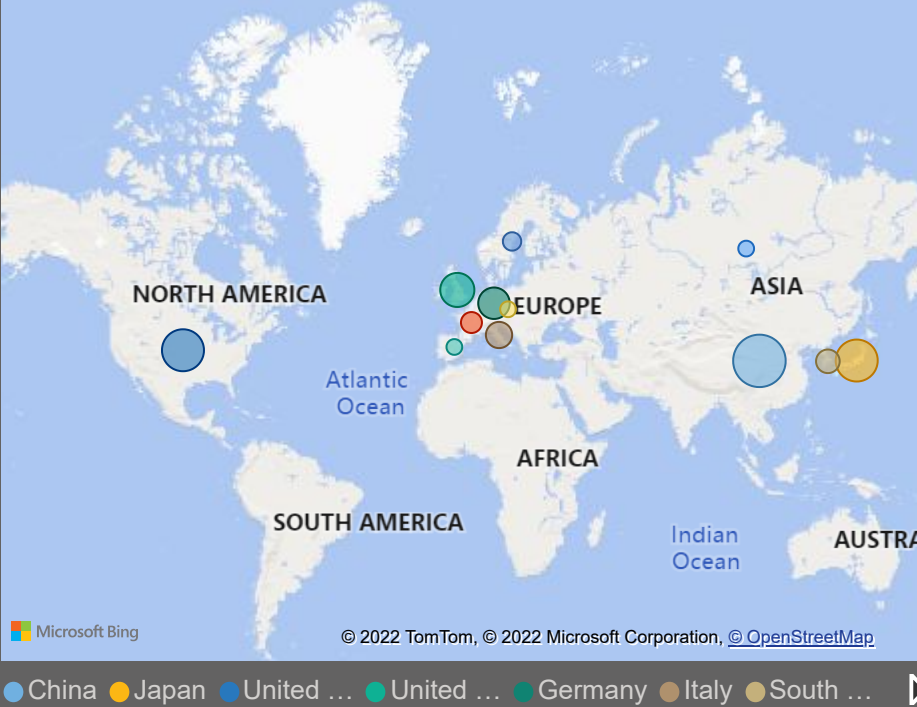 NORTH AMERICA
ASIA
EUROPE
Atlantic
Ocean
AFRICA
SOUTH AMERICA
Indian
Ocean
AUSTRA
Microsoft Bing
© 2022 TomTom, © 2022 Microsoft Corporation, © OpenStreetMap
China Japan United ... United ... Germany Italy South ...